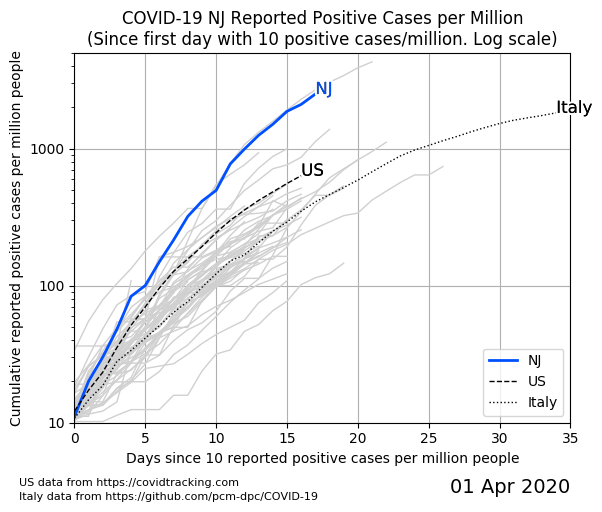 COVID-19 NJ Reported Positive Cases per Million
(Since first day with 10 positive cases/million. Log scale)
Cumulative reported positive cases per million people
1000
100
10
NJ
Italy
US
NJ
US
Italy
0 5 10 15 20 25 30 35
Days since 10 reported positive cases per million people
US data from https://covidtracking.com
Italy data from https://github.com/pcm-dpc/COVID-19
01 Apr 2020